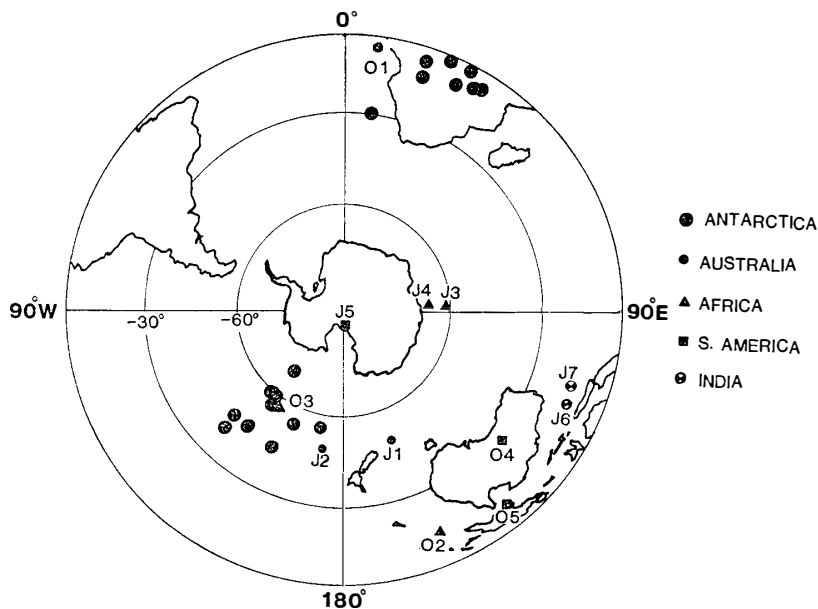 0°
O1
ANTARCTICA
AUSTRALIA
J4 J3
AFRICA
90°W
-30°
-60°
J5
90°E
S. AMERICA
J7
INDIA
O3
J6
J2
J1
O4
O5
O2
180°